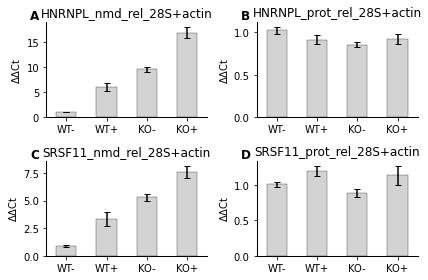 A HNRNPL_nmd_rel_28S+actin
ΔΔCt
15
10
5
0
WT- WT+ KO- KO+
B HNRNPL_prot_rel_28S+actin
ΔΔCt
1.0
0.5
0.0
WT- WT+ KO- KO+
C SRSF11_nmd_rel_28S+actin
ΔΔCt
7.5
5.0
2.5
0.0
WT- WT+ KO- KO+
D SRSF11_prot_rel_28S+actin
ΔΔCt
1.0
0.5
0.0
WT- WT+ KO- KO+